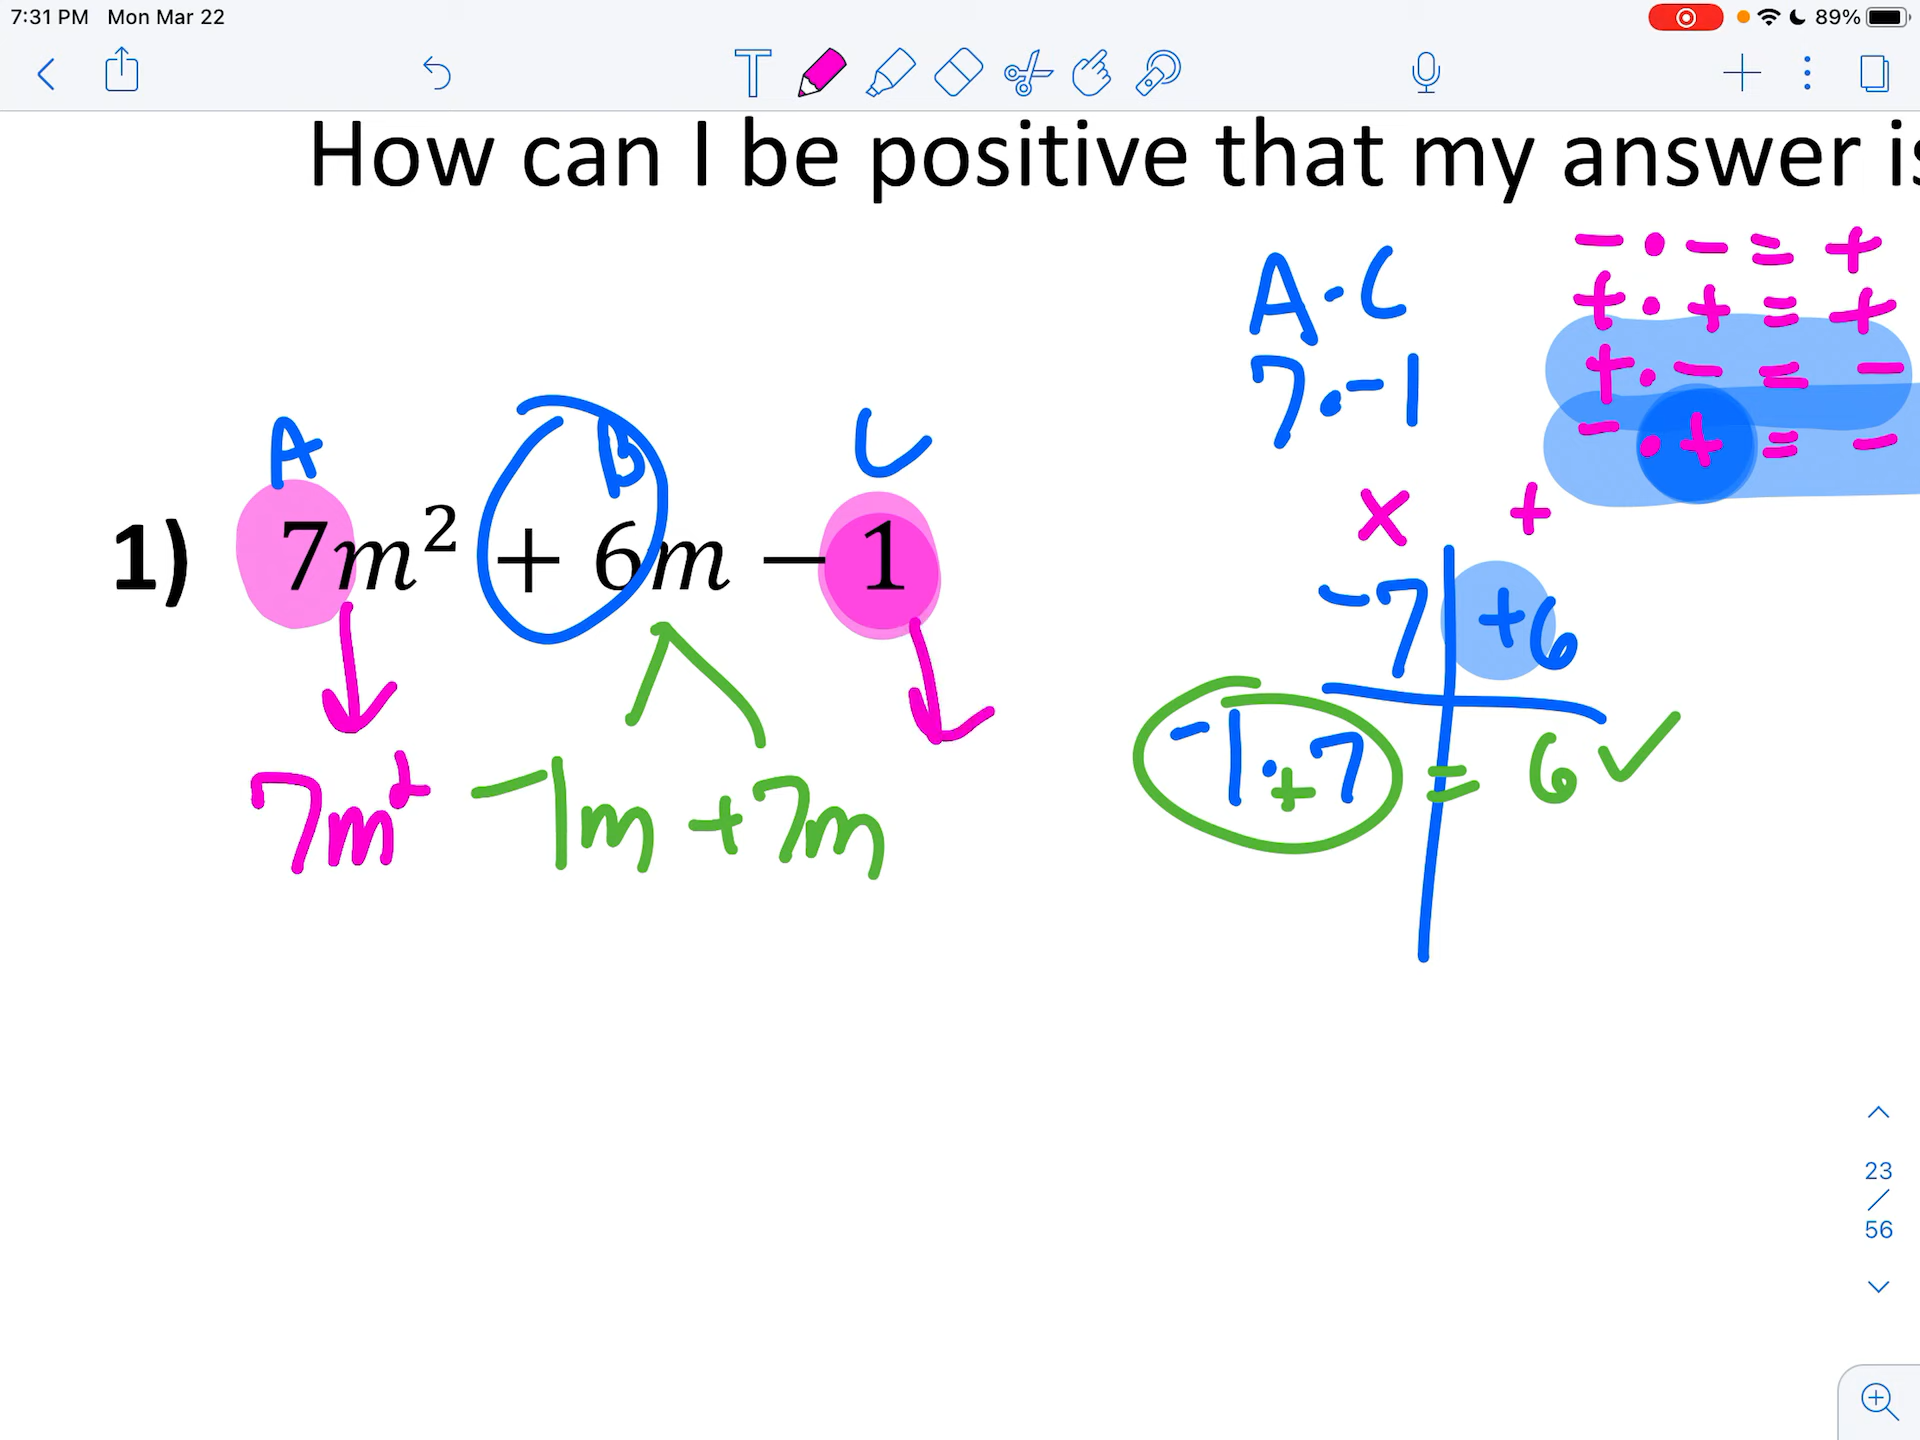 7:31 PM Mon Mar 22 89%
T
How can I be positive that my answer is
- • - = +
+ • + = +
+ • - = -
- • + = -
A • C
7 • -1
A B C
1) 7m² + 6m − 1
x +
-7 +6
-1 • + 7 = 6 ✓
7m² -1m +7m
23
/
56